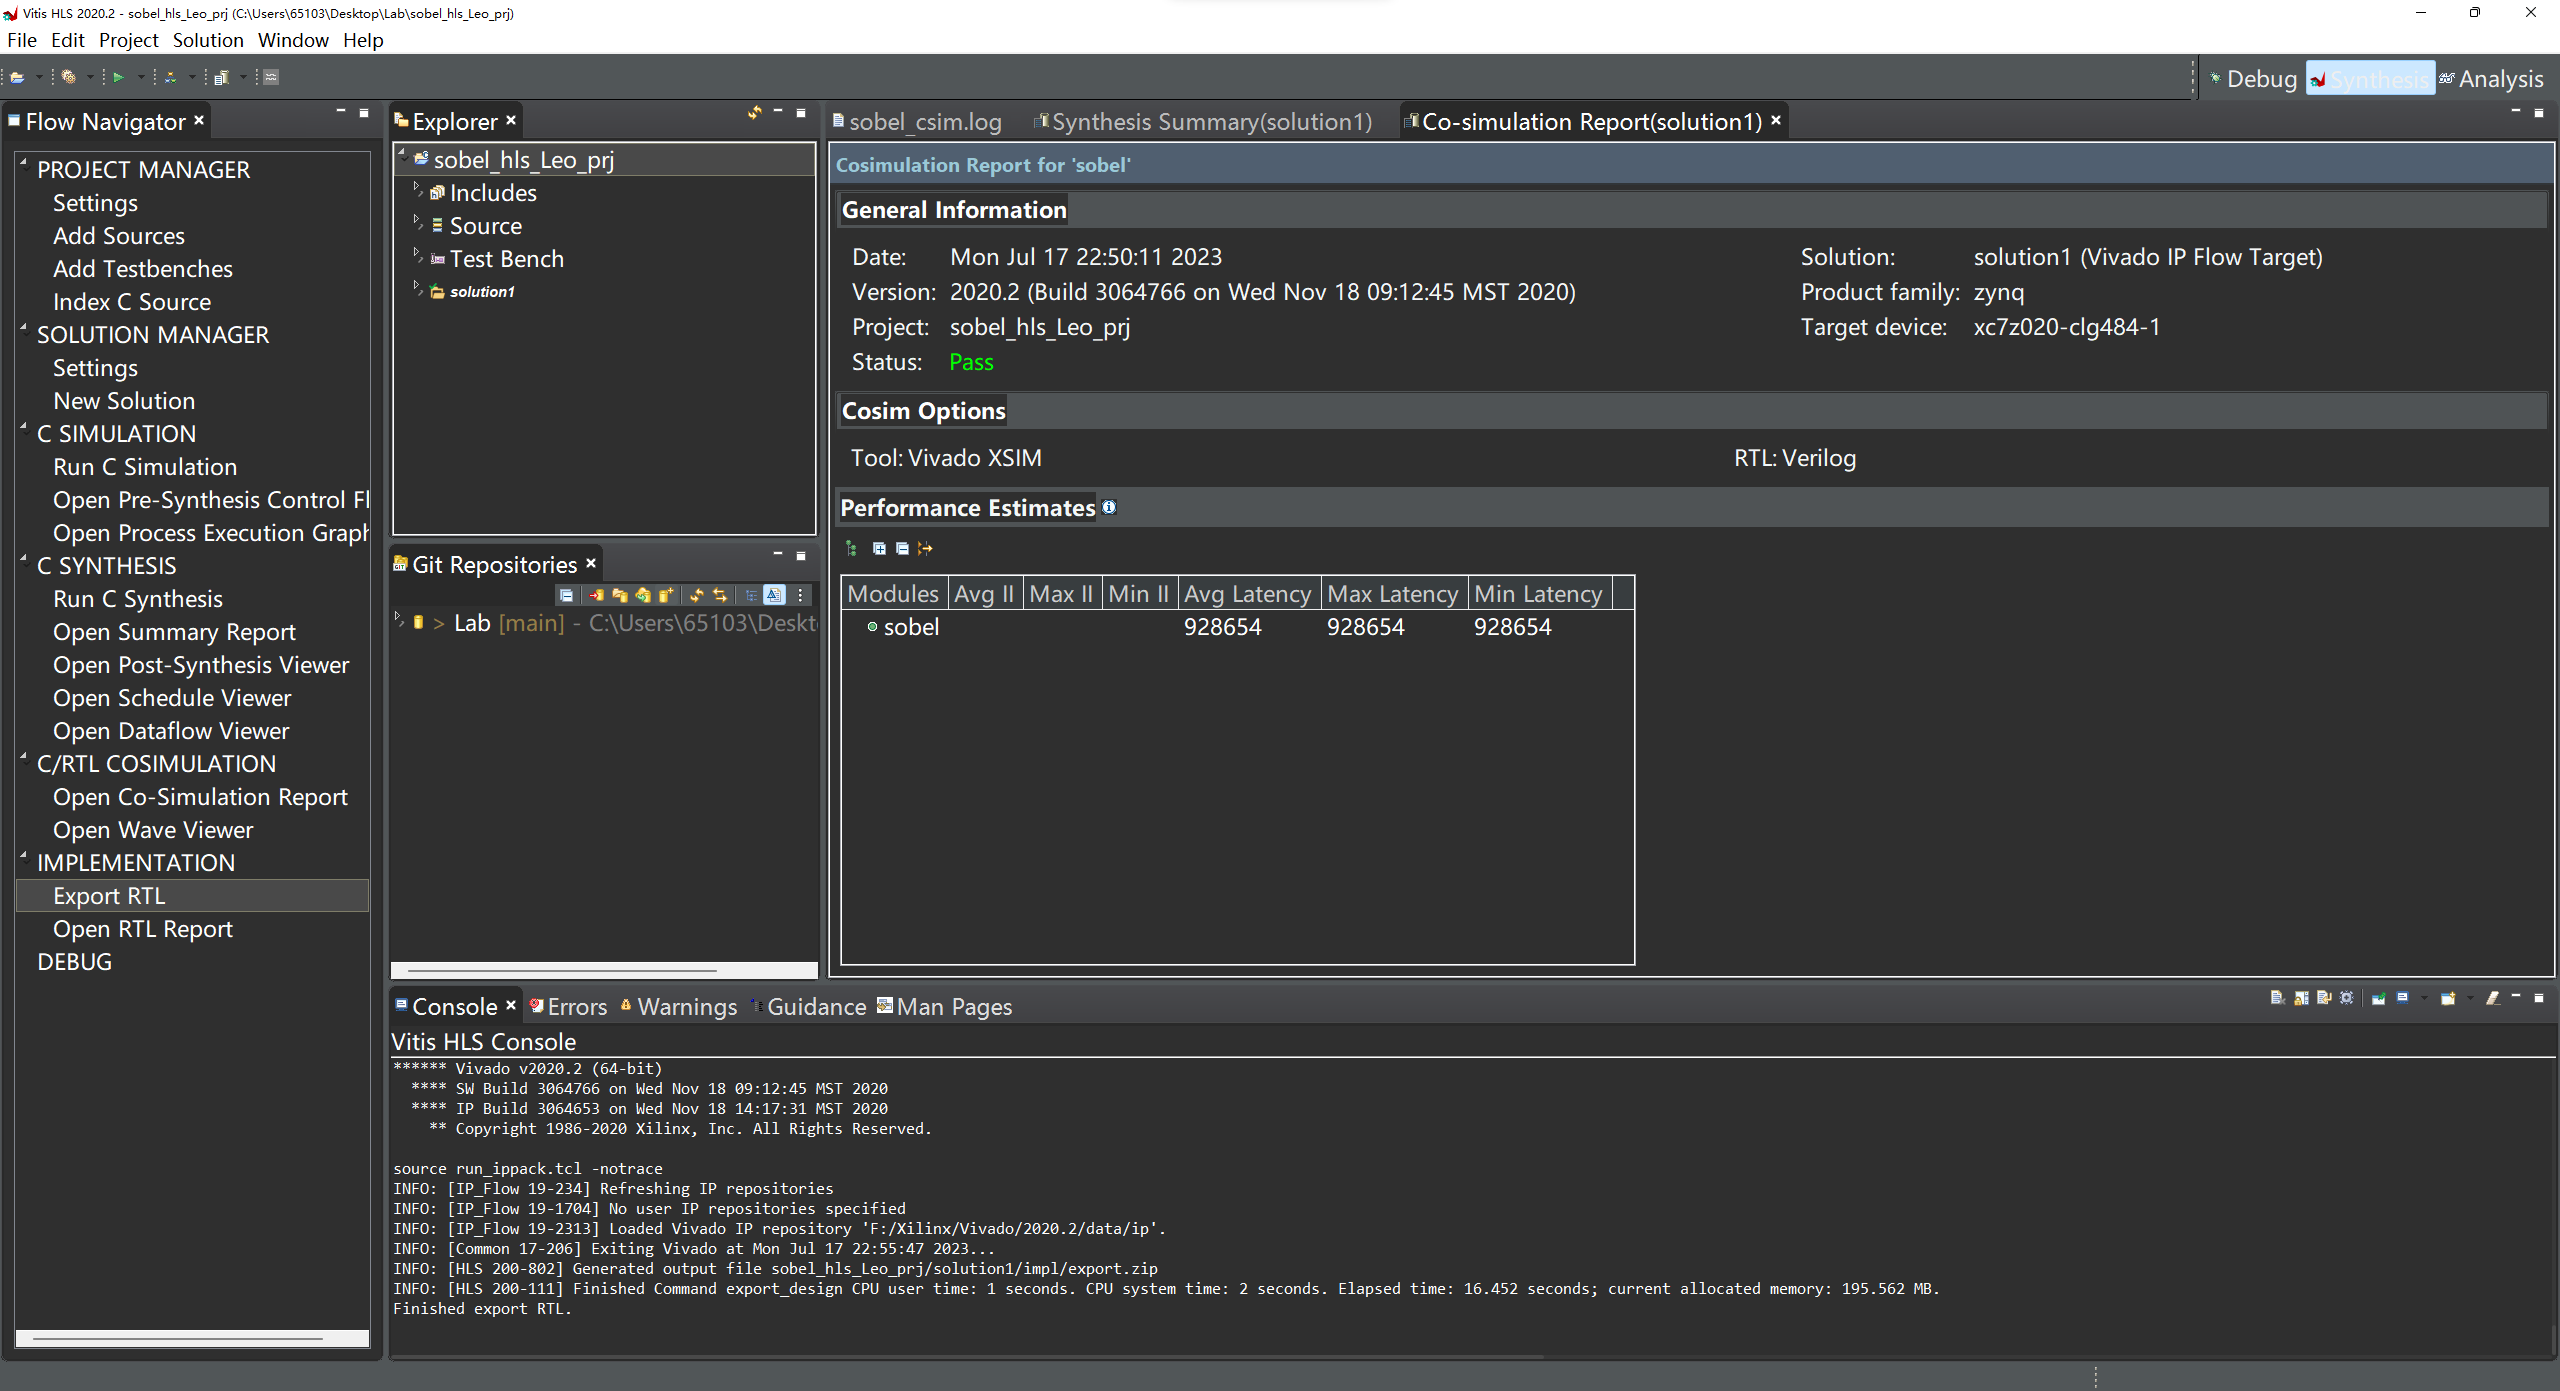 Vitis HLS 2020.2 - sobel_hls_Leo_prj (C:\Users\65103\Desktop\Lab\sobel_hls_Leo_prj)
File Edit Project Solution Window Help
Debug Synthesis Analysis
Flow Navigator
PROJECT MANAGER
Settings
Add Sources
Add Testbenches
Index C Source
SOLUTION MANAGER
Settings
New Solution
C SIMULATION
Run C Simulation
Open Pre-Synthesis Control Fl
Open Process Execution Graph
C SYNTHESIS
Run C Synthesis
Open Summary Report
Open Post-Synthesis Viewer
Open Schedule Viewer
Open Dataflow Viewer
C/RTL COSIMULATION
Open Co-Simulation Report
Open Wave Viewer
IMPLEMENTATION
Export RTL
Open RTL Report
DEBUG
Explorer
sobel_hls_Leo_prj
Includes
Source
Test Bench
solution1
Git Repositories
> Lab [main] - C:\Users\65103\Deskt
sobel_csim.log Synthesis Summary(solution1) Co-simulation Report(solution1)
Cosimulation Report for 'sobel'
General Information
Date: Mon Jul 17 22:50:11 2023
Version: 2020.2 (Build 3064766 on Wed Nov 18 09:12:45 MST 2020)
Project: sobel_hls_Leo_prj
Status: Pass
Solution: solution1 (Vivado IP Flow Target)
Product family: zynq
Target device: xc7z020-clg484-1
Cosim Options
Tool: Vivado XSIM RTL: Verilog
Performance Estimates
Modules Avg II Max II Min II Avg Latency Max Latency Min Latency
sobel 928654 928654 928654
Console Errors Warnings Guidance Man Pages
Vitis HLS Console
****** Vivado v2020.2 (64-bit)
**** SW Build 3064766 on Wed Nov 18 09:12:45 MST 2020
**** IP Build 3064653 on Wed Nov 18 14:17:31 MST 2020
** Copyright 1986-2020 Xilinx, Inc. All Rights Reserved.
source run_ippack.tcl -notrace
INFO: [IP_Flow 19-234] Refreshing IP repositories
INFO: [IP_Flow 19-1704] No user IP repositories specified
INFO: [IP_Flow 19-2313] Loaded Vivado IP repository 'F:/Xilinx/Vivado/2020.2/data/ip'.
INFO: [Common 17-206] Exiting Vivado at Mon Jul 17 22:55:47 2023...
INFO: [HLS 200-802] Generated output file sobel_hls_Leo_prj/solution1/impl/export.zip
INFO: [HLS 200-111] Finished Command export_design CPU user time: 1 seconds. CPU system time: 2 seconds. Elapsed time: 16.452 seconds; current allocated memory: 195.562 MB.
Finished export RTL.